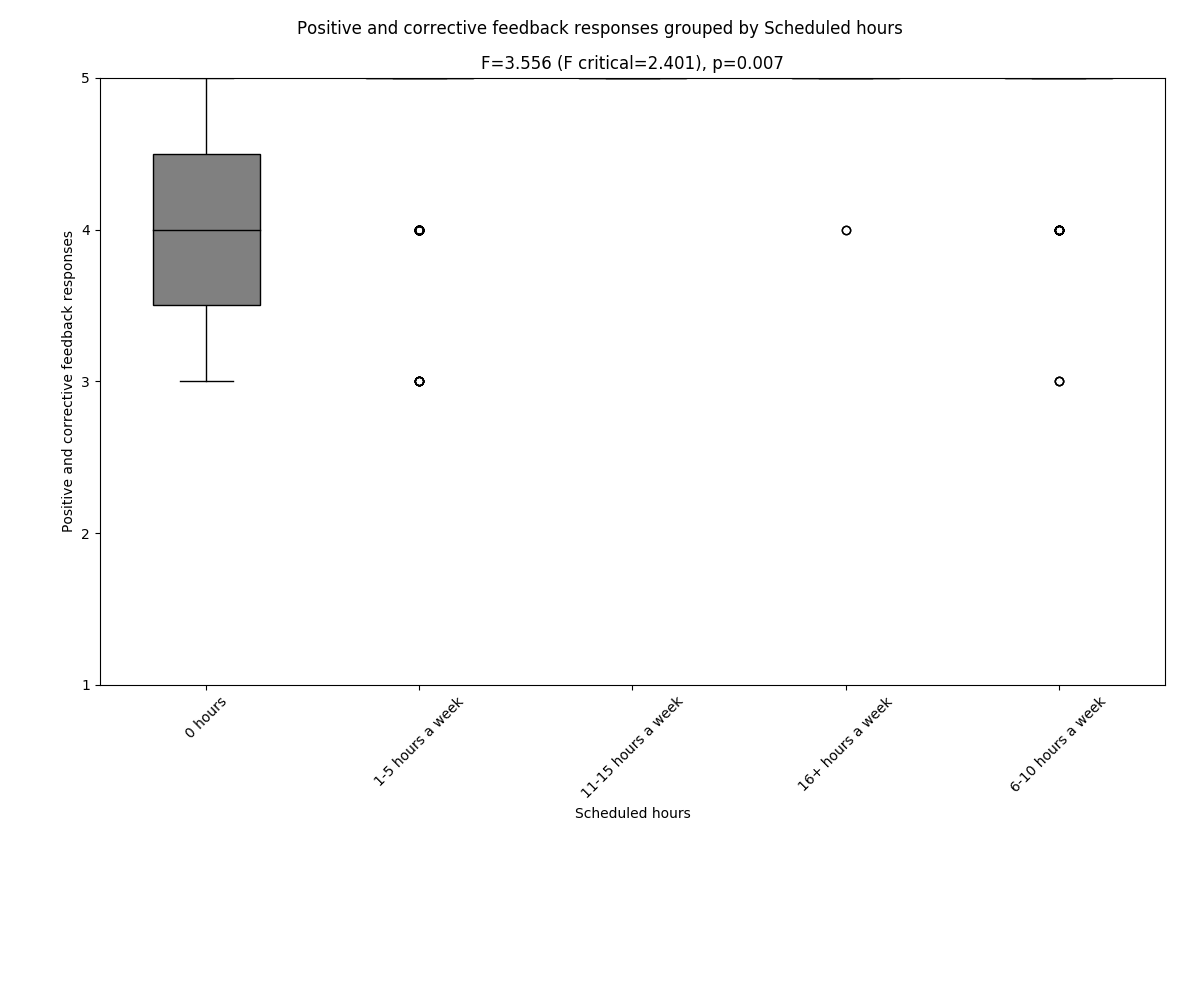 Positive and corrective feedback responses grouped by Scheduled hours
F=3.556 (F critical=2.401), p=0.007
5
4
3
2
1
Positive and corrective feedback responses
0 hours
1-5 hours a week
11-15 hours a week
16+ hours a week
6-10 hours a week
Scheduled hours